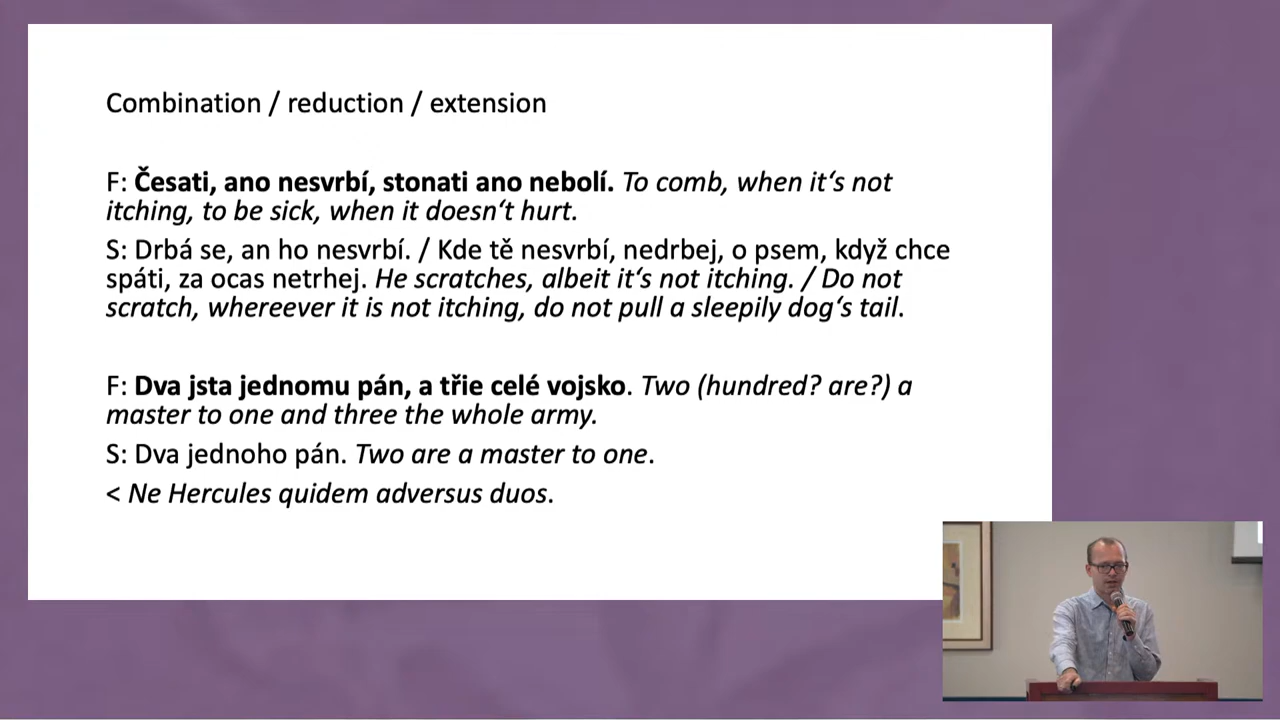 Combination / reduction / extension
F: Česati, ano nesvrbí, stonati ano nebolí. To comb, when it‘s not
itching, to be sick, when it doesn‘t hurt.
S: Drbá se, an ho nesvrbí. / Kde tě nesvrbí, nedrbej, o psem, když chce
spáti, za ocas netrhej. He scratches, albeit it‘s not itching. / Do not
scratch, whereever it is not itching, do not pull a sleepily dog‘s tail.
F: Dva jsta jednomu pán, a třie celé vojsko. Two (hundred? are?) a
master to one and three the whole army.
S: Dva jednoho pán. Two are a master to one.
< Ne Hercules quidem adversus duos.